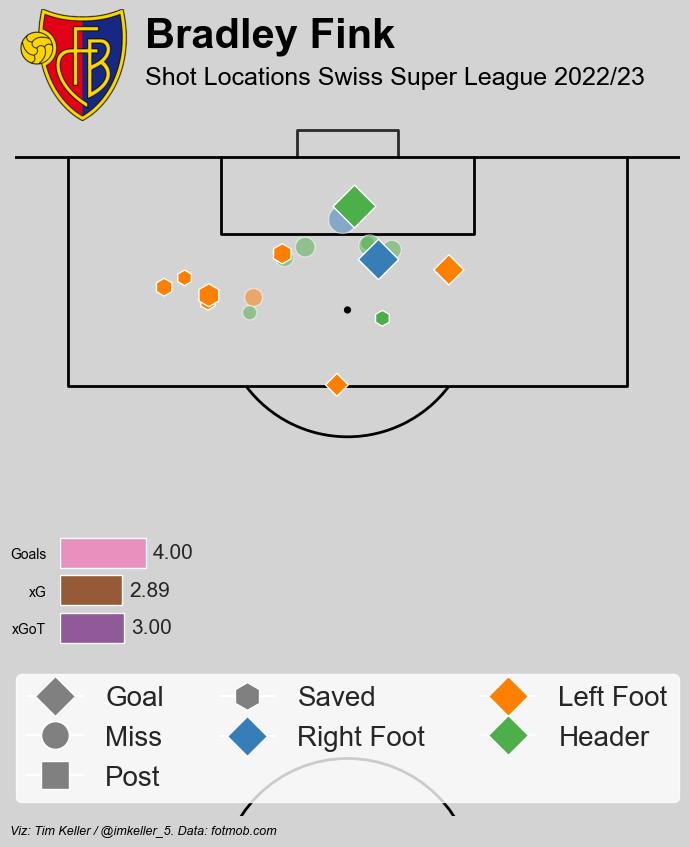 Bradley Fink
Shot Locations Swiss Super League 2022/23
FCB
Goals 4.00
xG 2.89
xGoT 3.00
Goal Saved Left Foot
Miss Right Foot Header
Post
Viz: Tim Keller / @imkeller_5. Data: fotmob.com